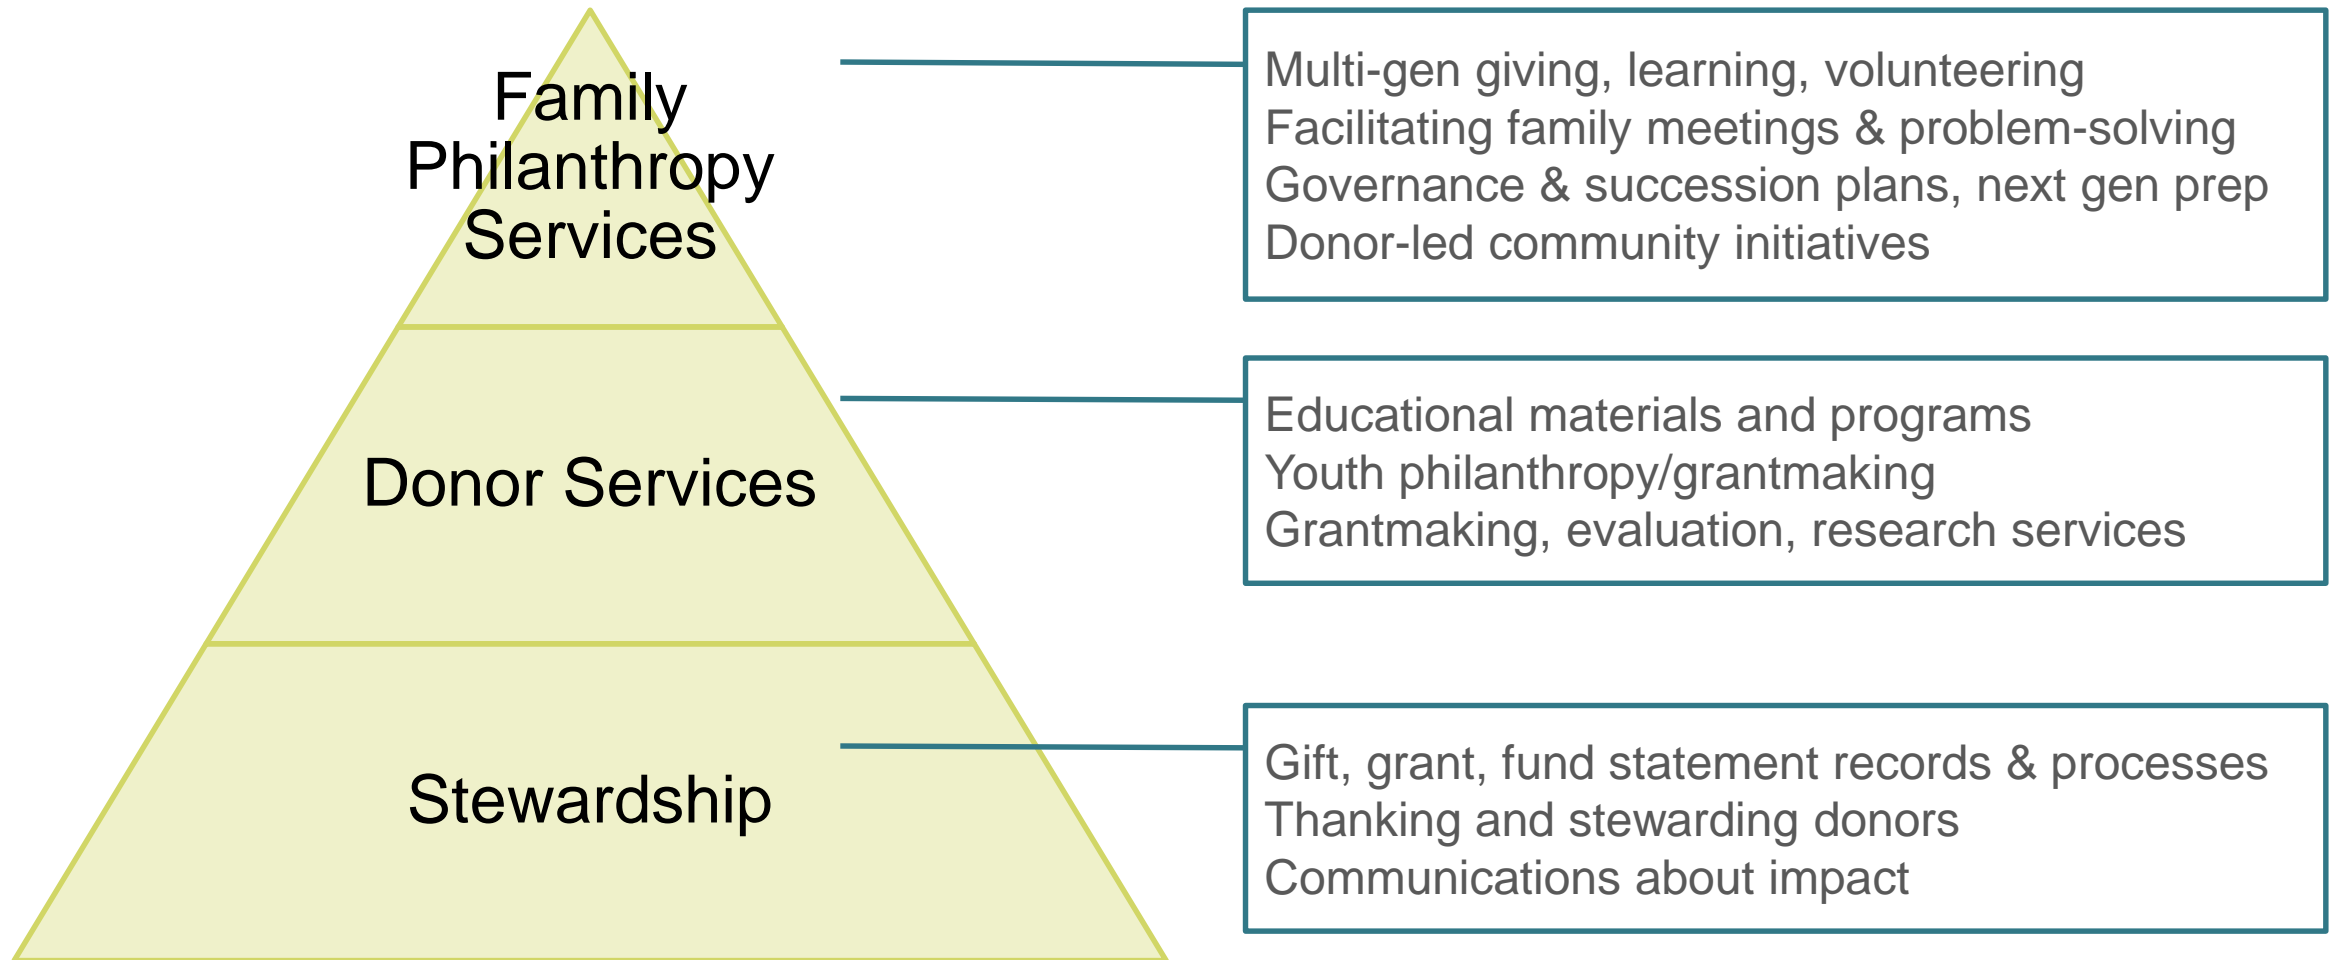 Family
Philanthropy
Services
Multi-gen giving, learning, volunteering
Facilitating family meetings & problem-solving
Governance & succession plans, next gen prep
Donor-led community initiatives
Donor Services
Educational materials and programs
Youth philanthropy/grantmaking
Grantmaking, evaluation, research services
Stewardship
Gift, grant, fund statement records & processes
Thanking and stewarding donors
Communications about impact